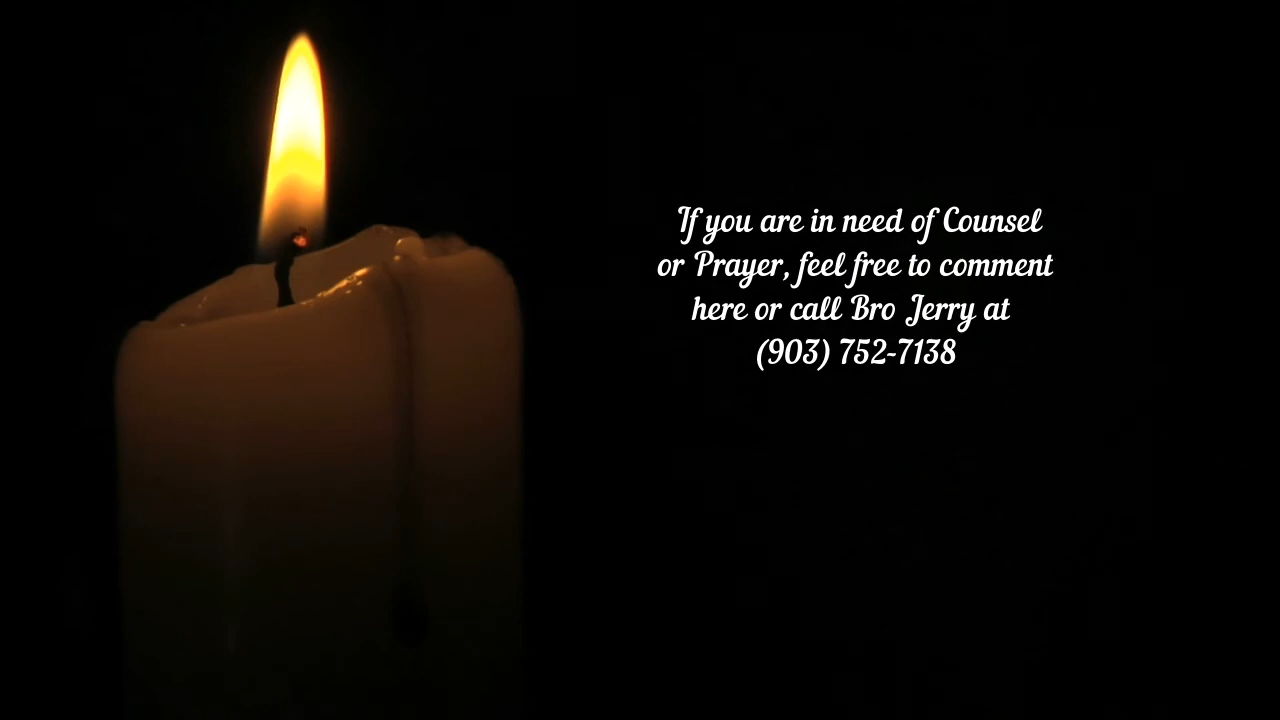 If you are in need of Counsel
or Prayer, feel free to comment
here or call Bro Jerry at
(903) 752-7138